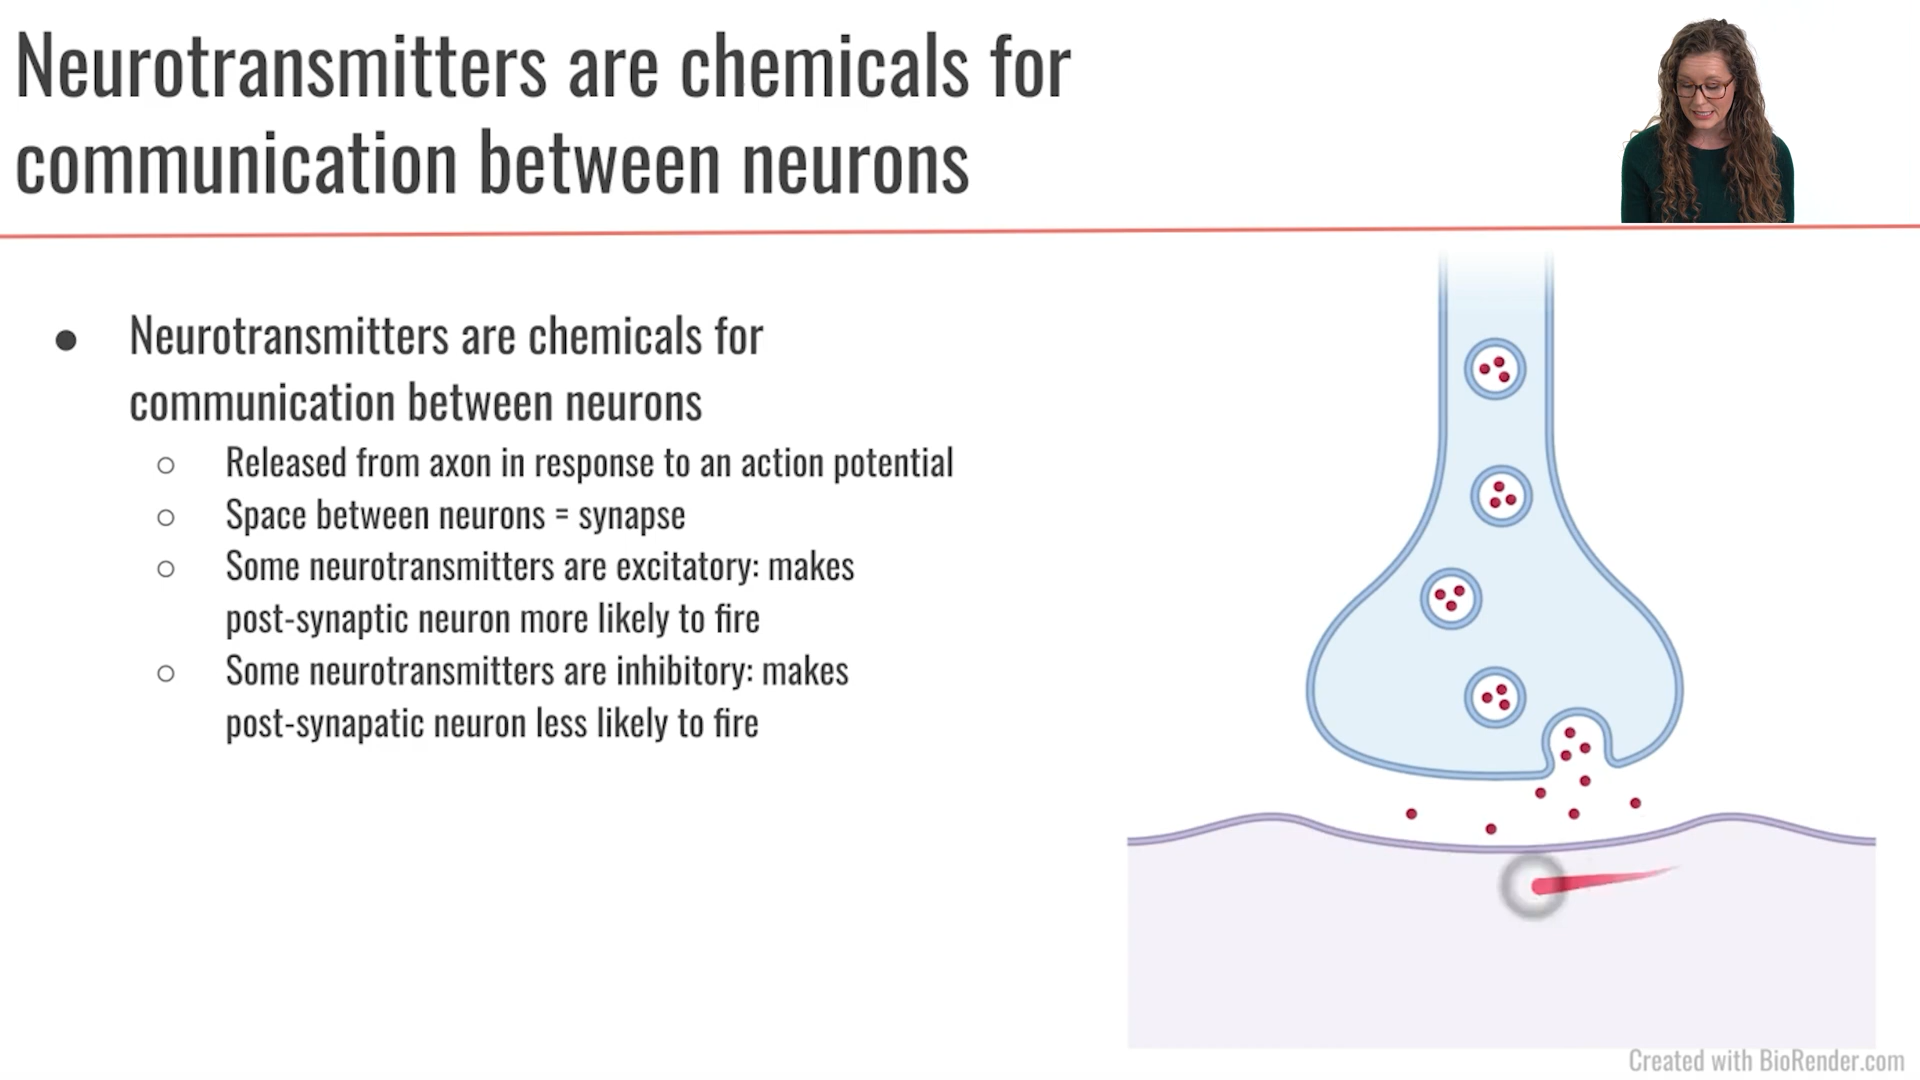 Neurotransmitters are chemicals for
communication between neurons
● Neurotransmitters are chemicals for
communication between neurons
○ Released from axon in response to an action potential
○ Space between neurons = synapse
○ Some neurotransmitters are excitatory: makes
post-synaptic neuron more likely to fire
○ Some neurotransmitters are inhibitory: makes
post-synapatic neuron less likely to fire
Created with BioRender.com